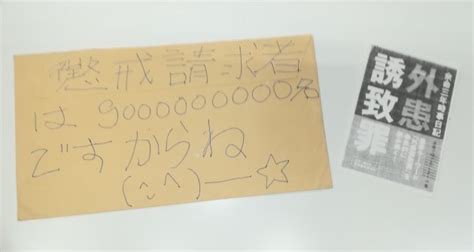 懲戒請求者
は9000000000名
ですからね
(^:^)—☆
外患
誘致罪